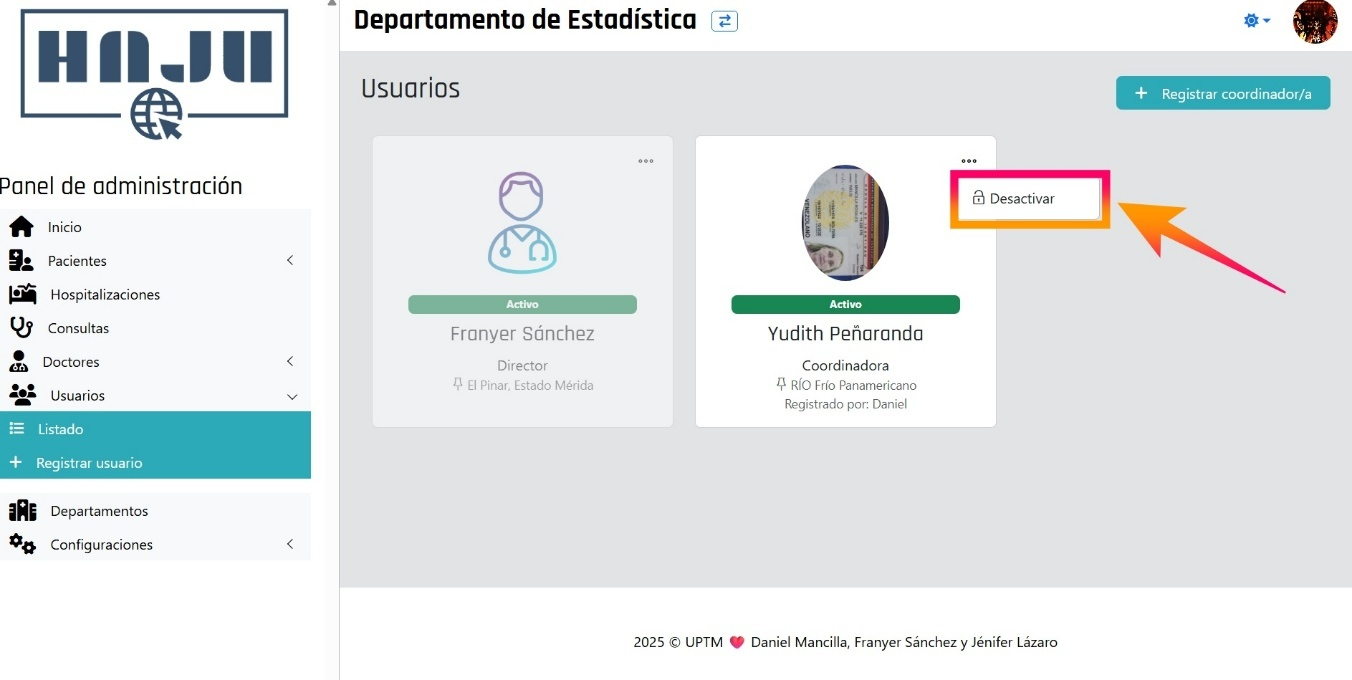 HNJU
Departamento de Estadística
Usuarios
+ Registrar coordinador/a
Panel de administración
Inicio
Pacientes
Hospitalizaciones
Consultas
Doctores
Usuarios
Listado
+ Registrar usuario
Departamentos
Configuraciones
Activo
Franyer Sánchez
Director
El Pinar, Estado Mérida
Desactivar
Activo
Yudith Peñaranda
Coordinadora
RÍO Frío Panamericano
Registrado por: Daniel
2025 © UPTM ❤ Daniel Mancilla, Franyer Sánchez y Jénifer Lázaro